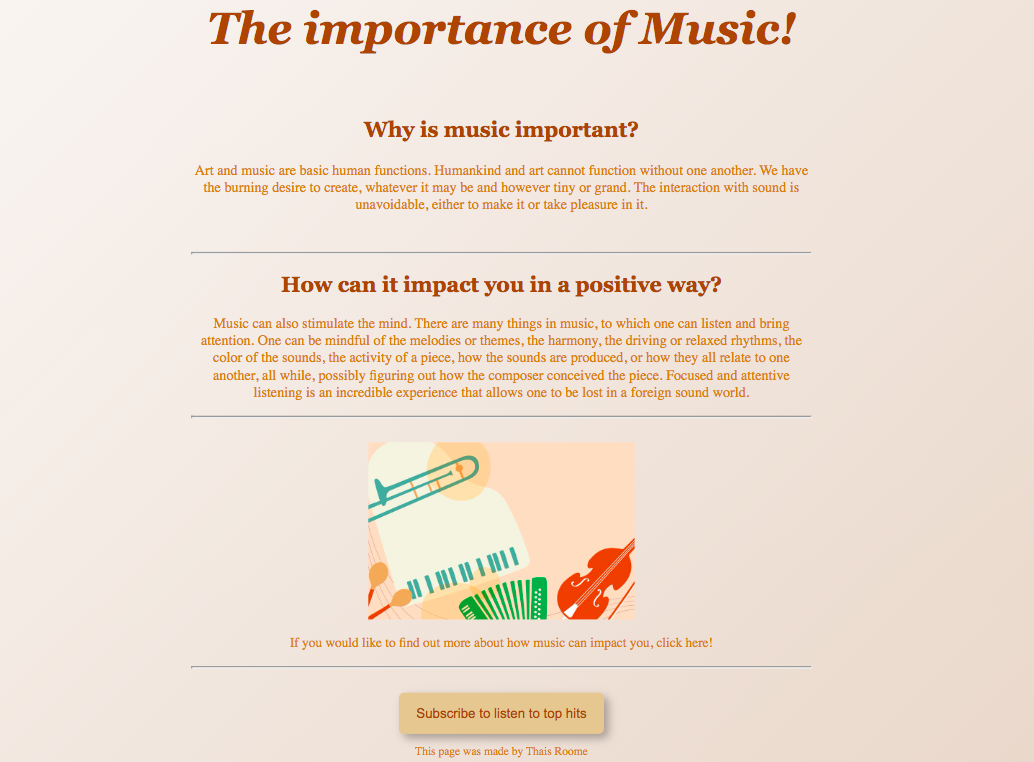 The importance of Music!
Why is music important?
Art and music are basic human functions. Humankind and art cannot function without one another. We have
the burning desire to create, whatever it may be and however tiny or grand. The interaction with sound is
unavoidable, either to make it or take pleasure in it.
How can it impact you in a positive way?
Music can also stimulate the mind. There are many things in music, to which one can listen and bring
attention. One can be mindful of the melodies or themes, the harmony, the driving or relaxed rhythms, the
color of the sounds, the activity of a piece, how the sounds are produced, or how they all relate to one
another, all while, possibly figuring out how the composer conceived the piece. Focused and attentive
listening is an incredible experience that allows one to be lost in a foreign sound world.
If you would like to find out more about how music can impact you, click here!
Subscribe to listen to top hits
This page was made by Thais Roome